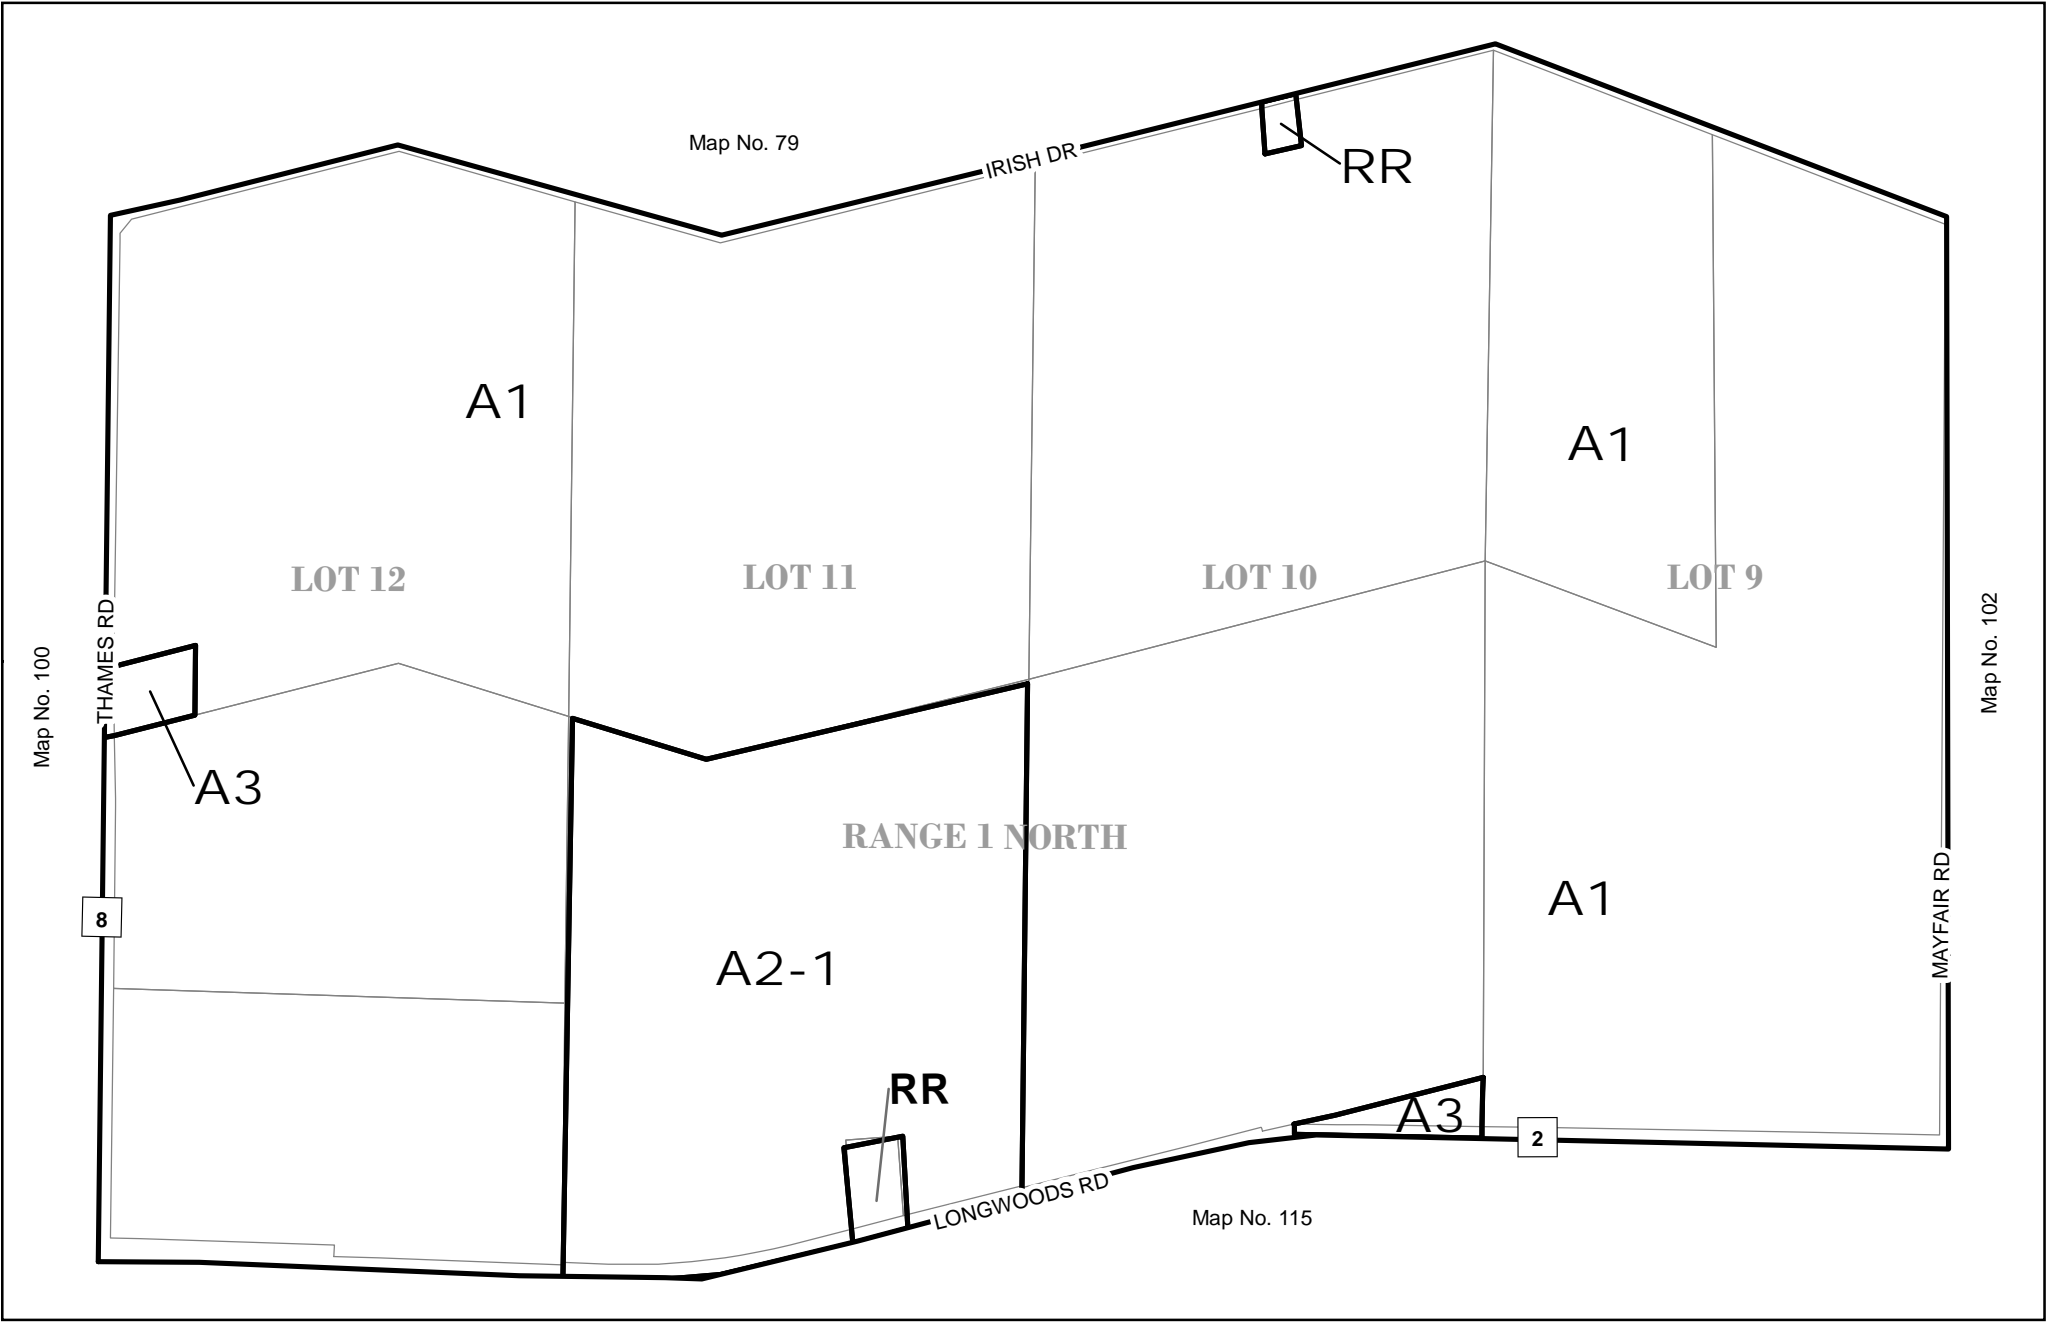 Map No. 79
IRISH DR
RR
A1
A1
LOT 12
LOT 11
LOT 10
LOT 9
THAMES RD
Map No. 100
Map No. 102
A3
RANGE 1 NORTH
8
A1
MAYFAIR RD
A2-1
RR
A3
2
LONGWOODS RD
Map No. 115